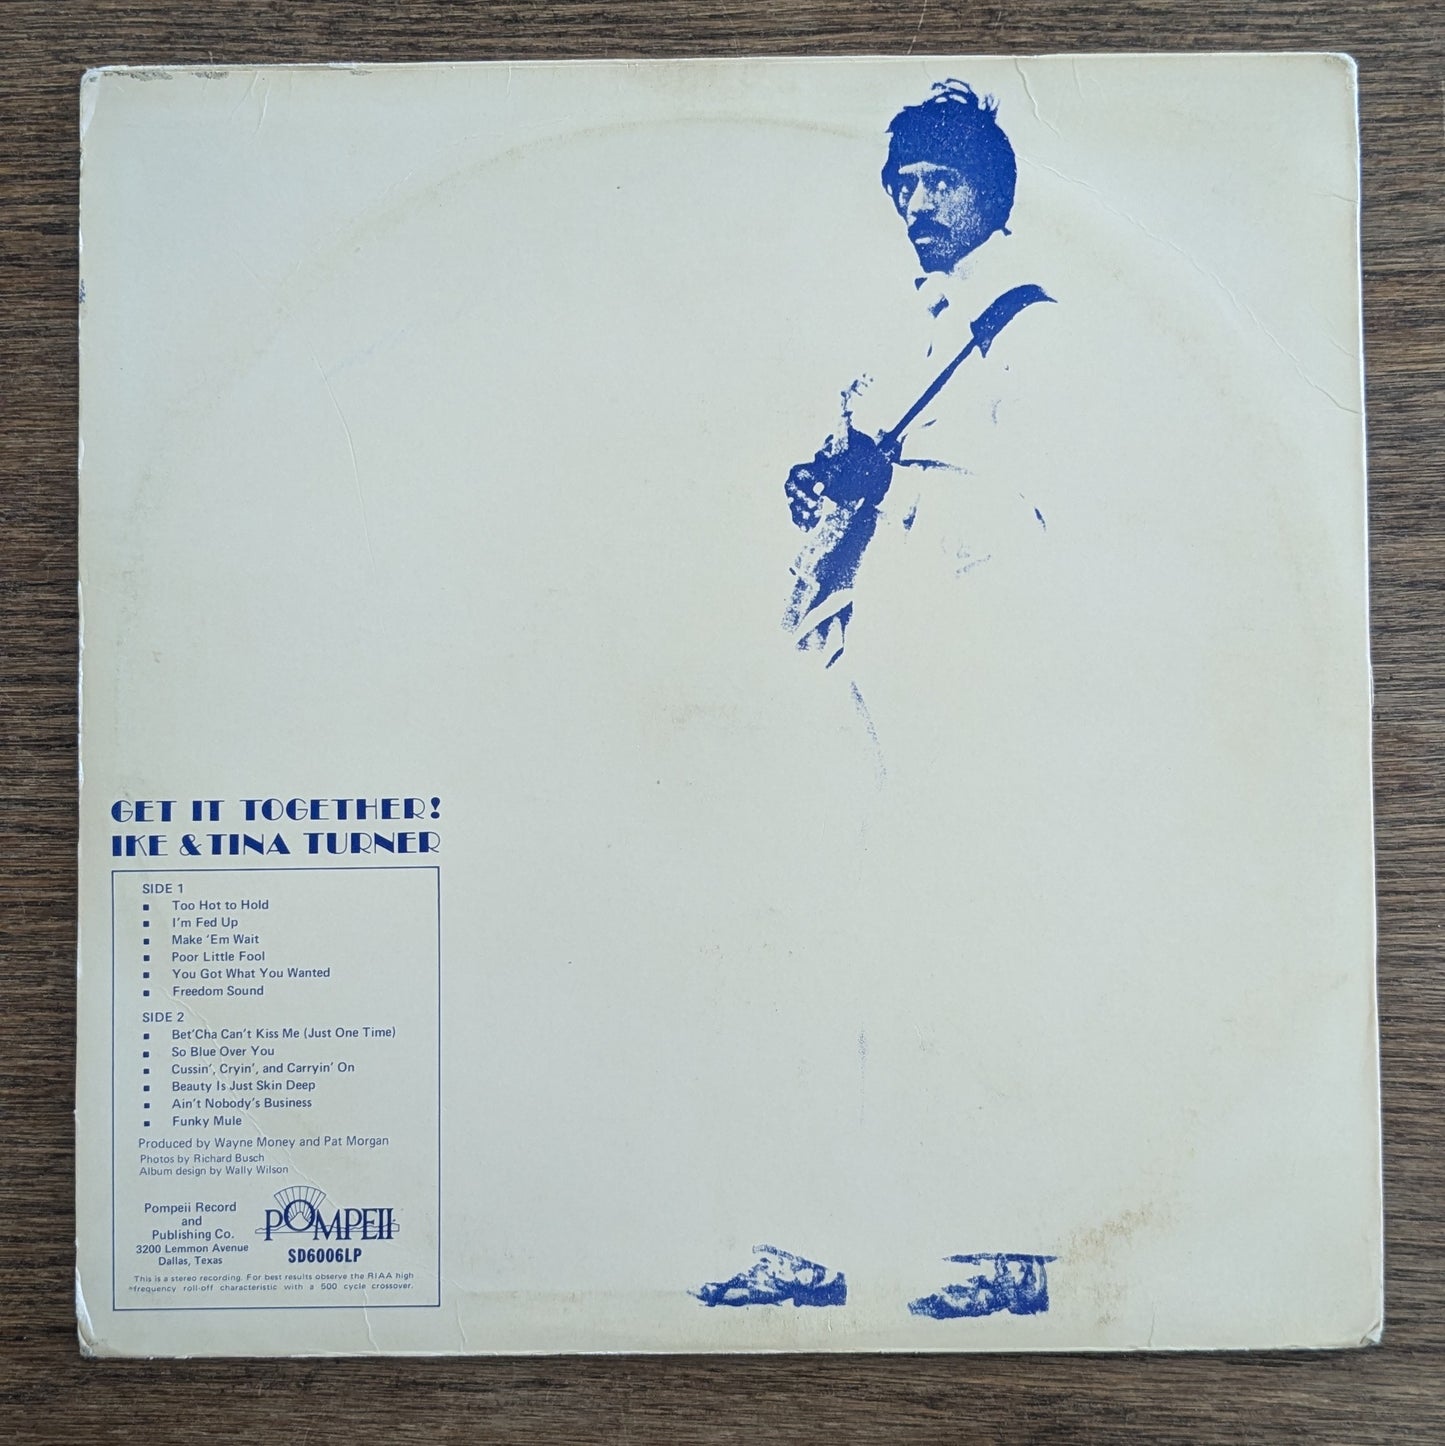 GET IT TOGETHER!
IKE & TINA TURNER
SIDE 1
Too Hot to Hold
I'm Fed Up
Make 'Em Wait
Poor Little Fool
You Got What You Wanted
Freedom Sound
SIDE 2
Bet'Cha Can't Kiss Me (Just One Time)
So Blue Over You
Cussin', Cryin', and Carryin' On
Beauty Is Just Skin Deep
Ain't Nobody's Business
Funky Mule
Produced by Wayne Money and Pat Morgan
Photos by Richard Busch
Album design by Wally Wilson
Pompeii Record
and
Publishing Co.
3200 Lemmon Avenue
Dallas, Texas
POMPEII
SD6006LP
This is a stereo recording. For best results observe the RIAA high
frequency roll-off characteristic with a 500 cycle crossover.